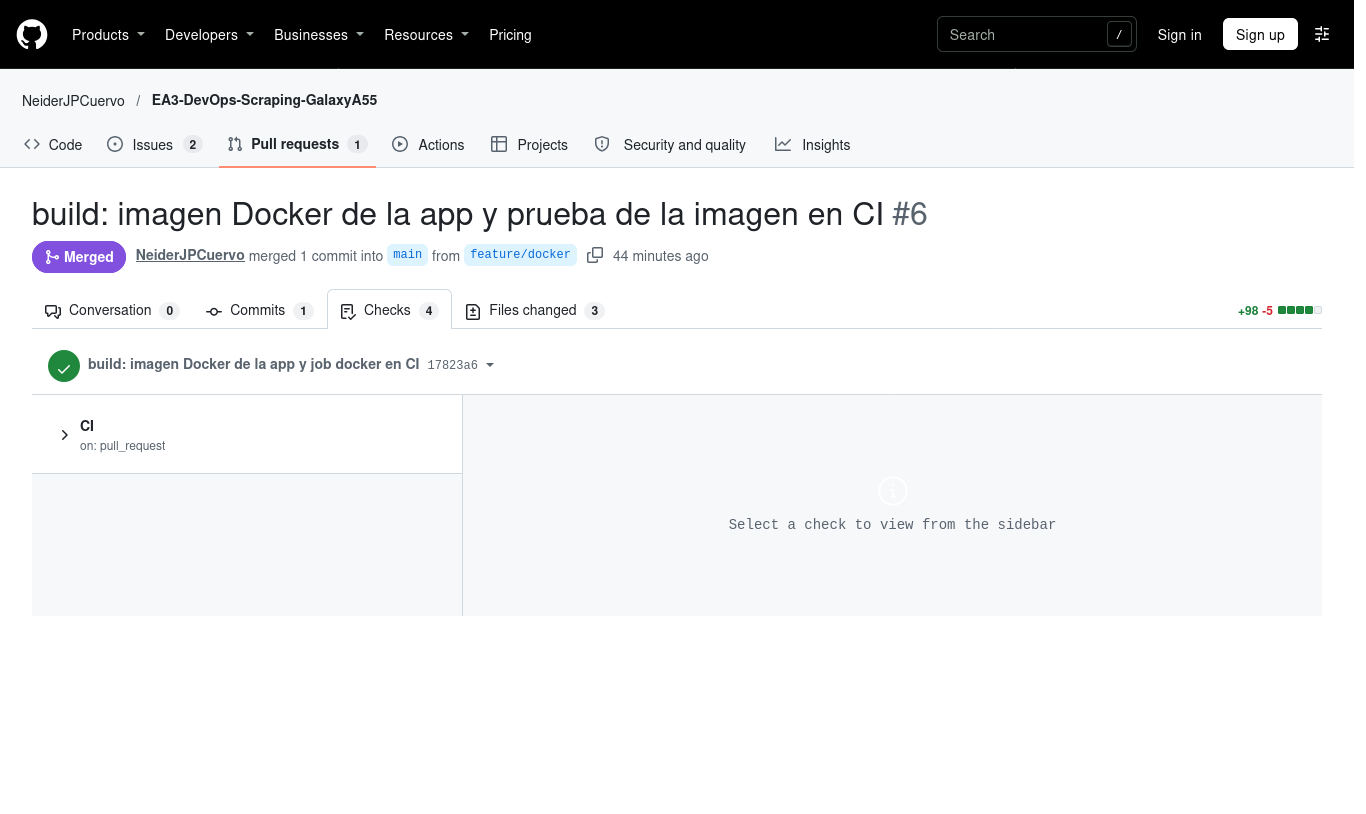 Products Developers Businesses Resources Pricing Search / Sign in Sign up
NeiderJPCuervo / EA3-DevOps-Scraping-GalaxyA55
Code Issues 2 Pull requests 1 Actions Projects Security and quality Insights
build: imagen Docker de la app y prueba de la imagen en CI #6
Merged NeiderJPCuervo merged 1 commit into main from feature/docker 44 minutes ago
Conversation 0 Commits 1 Checks 4 Files changed 3 +98 -5
build: imagen Docker de la app y job docker en CI 17823a6
CI
on: pull_request
Select a check to view from the sidebar